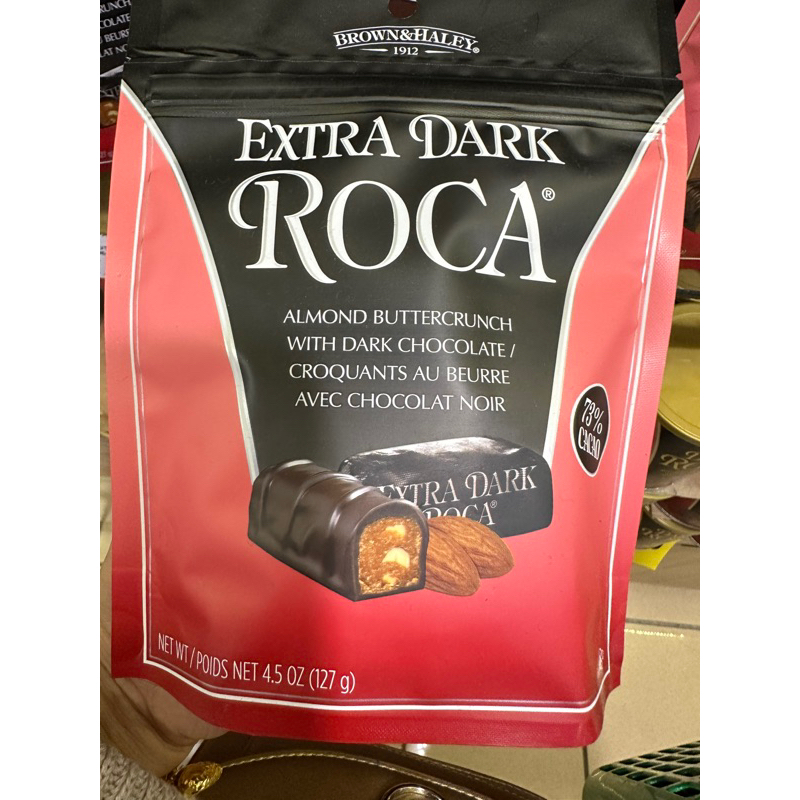 BROWN&HALEY®
1912
EXTRA DARK
ROCA®
ALMOND BUTTERCRUNCH
WITH DARK CHOCOLATE /
CROQUANTS AU BEURRE
AVEC CHOCOLAT NOIR
73%
CACAO
EXTRA DARK
ROCA®
NET WT / POIDS NET 4.5 OZ (127 g)